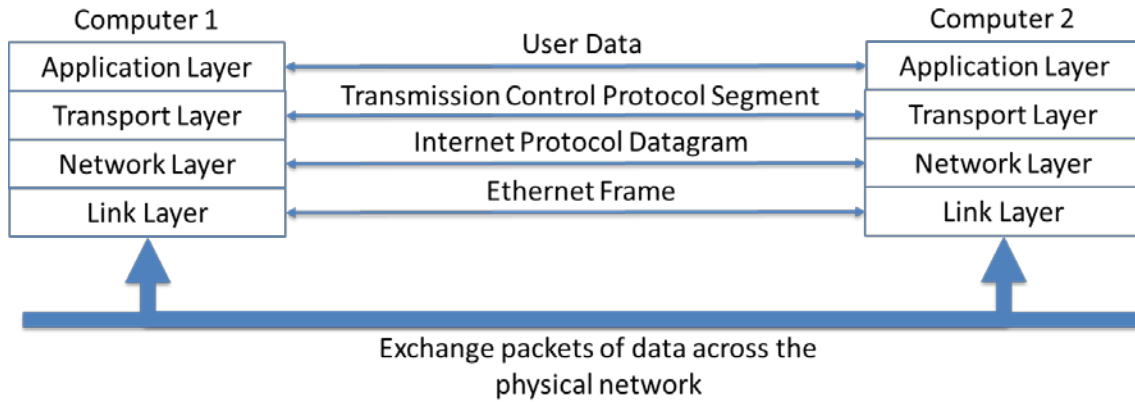 Computer 1
Computer 2
Application Layer
User Data
Application Layer
Transport Layer
Transmission Control Protocol Segment
Transport Layer
Network Layer
Internet Protocol Datagram
Network Layer
Link Layer
Ethernet Frame
Link Layer
Exchange packets of data across the
physical network